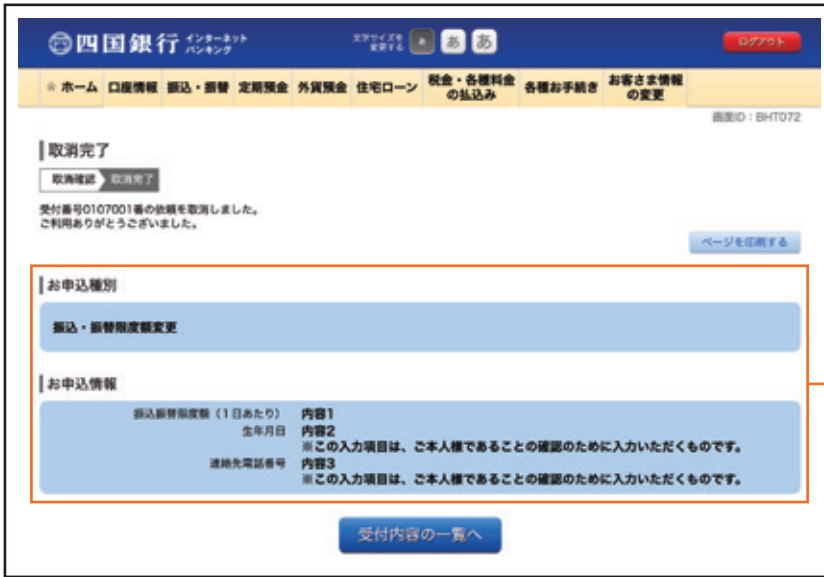 四国銀行 インターネットバンキング 文字サイズを変更する あ あ あ ログアウト
ホーム 口座情報 振込・振替 定期預金 外貨預金 住宅ローン 税金・各種料金の払込み 各種お手続き お客さま情報の変更
画面ID：BHT072
取消完了
取消確認 取消完了
受付番号0107001番の依頼を取消しました。
ご利用ありがとうございました。
ページを印刷する
お申込種別
振込・振替限度額変更
お申込情報
振込振替限度額（1日あたり） 内容1
生年月日 内容2
※この入力項目は、ご本人様であることの確認のために入力いただくものです。
連絡先電話番号 内容3
※この入力項目は、ご本人様であることの確認のために入力いただくものです。
受付内容の一覧へ